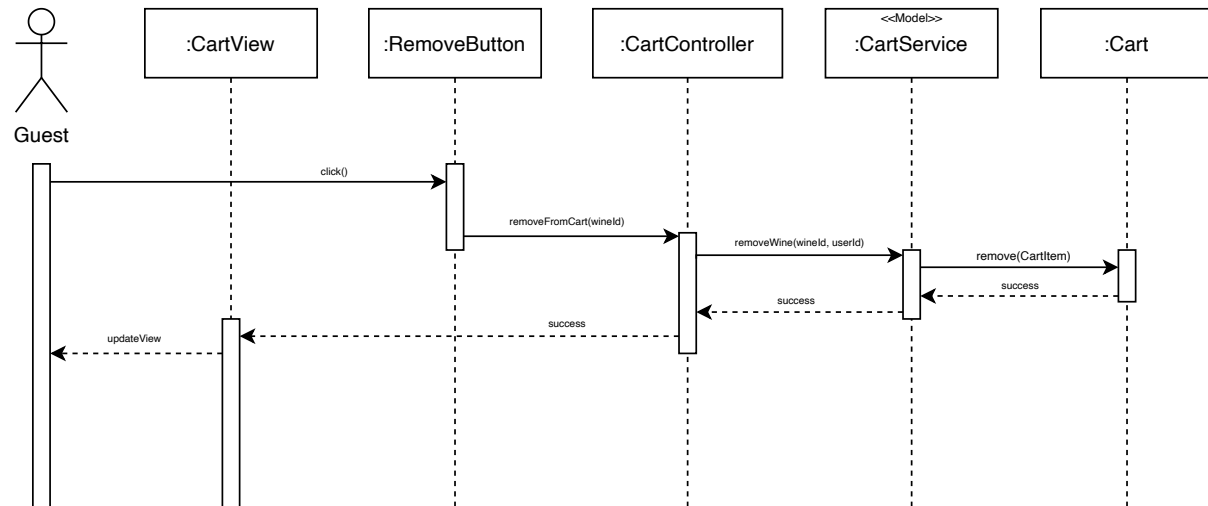 <<Model>>
:CartView
:RemoveButton
:CartController
:CartService
:Cart
Guest
click()
removeFromCart(wineId)
removeWine(wineId, userId)
remove(CartItem)
success
success
success
updateView